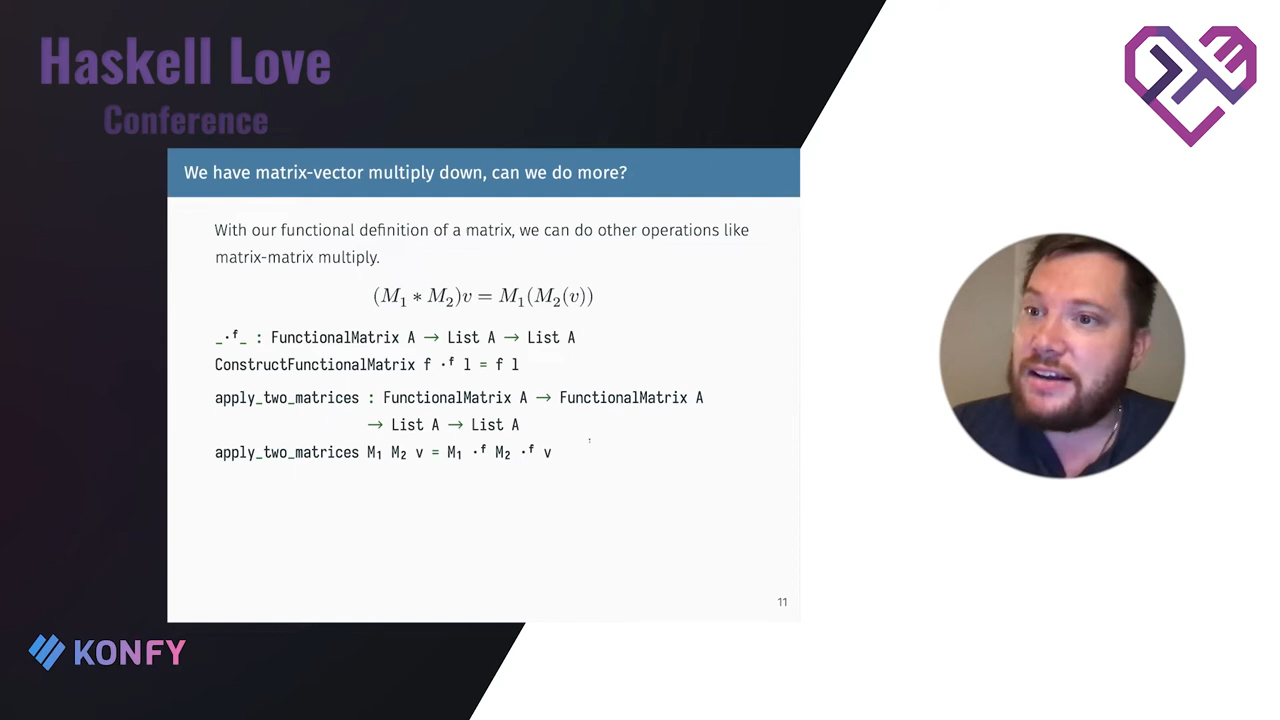 Haskell Love
Conference
We have matrix-vector multiply down, can we do more?
With our functional definition of a matrix, we can do other operations like
matrix-matrix multiply.
(M₁ ∗ M₂)v = M₁(M₂(v))
_·ᶠ_ : FunctionalMatrix A → List A → List A
ConstructFunctionalMatrix f ·ᶠ l = f l
apply_two_matrices : FunctionalMatrix A → FunctionalMatrix A
→ List A → List A
apply_two_matrices M₁ M₂ v = M₁ ·ᶠ M₂ ·ᶠ v
11
KONFY